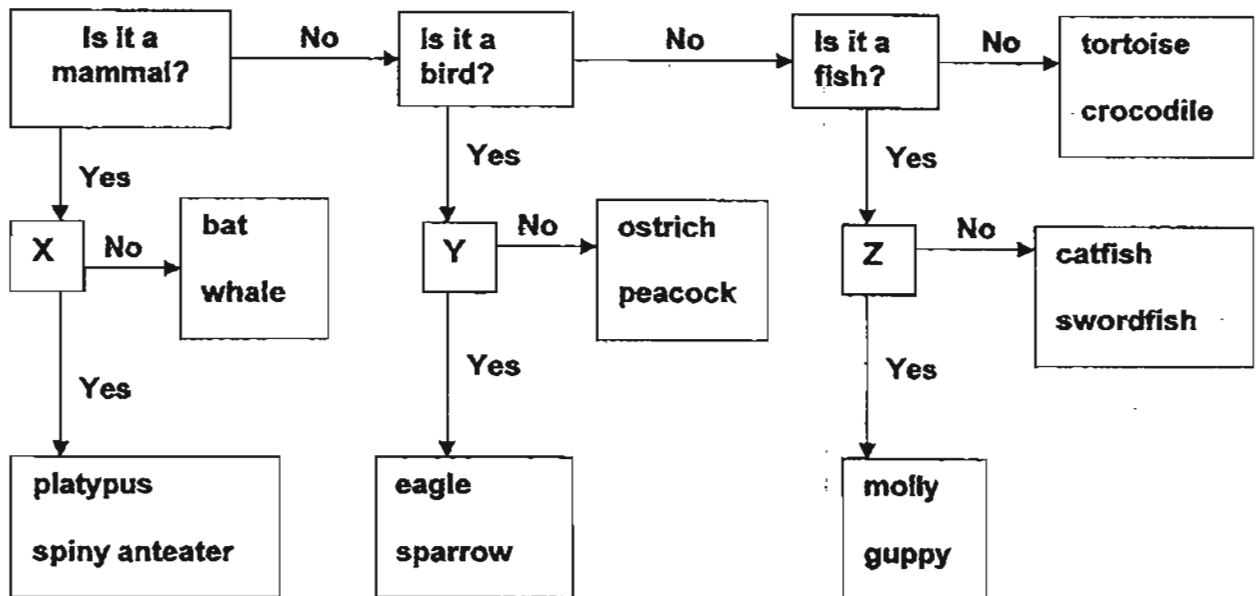 Is it a
mammal?
No
Is it a
bird?
No
Is it a
fish?
No
tortoise
crocodile
Yes
Yes
Yes
X
No
bat
whale
Y
No
ostrich
peacock
Z
No
catfish
swordfish
Yes
Yes
Yes
platypus
spiny anteater
eagle
sparrow
molly
guppy